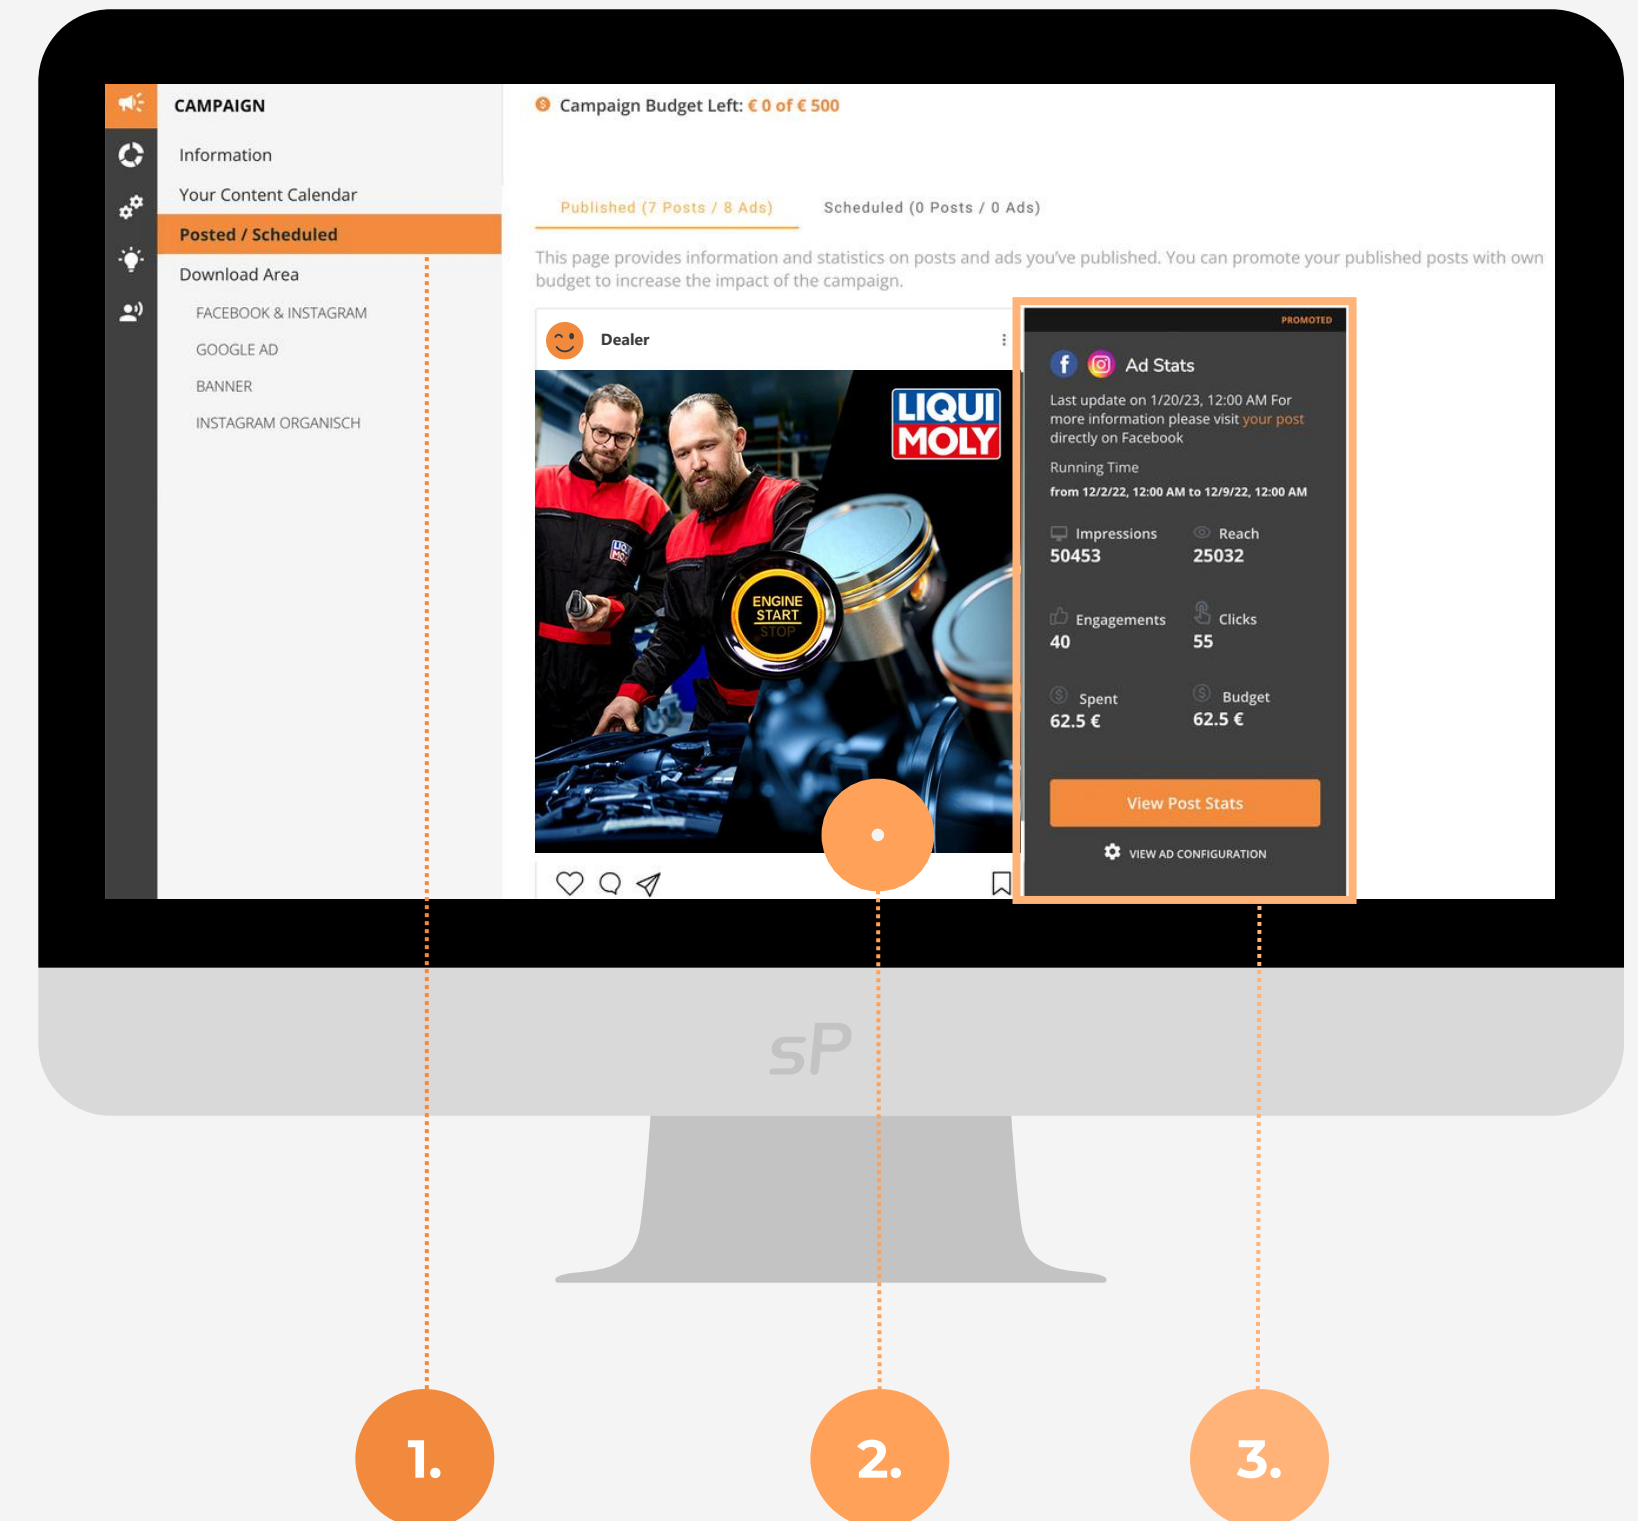 CAMPAIGN
Information
Your Content Calendar
Posted / Scheduled
Download Area
FACEBOOK & INSTAGRAM
GOOGLE AD
BANNER
INSTAGRAM ORGANISCH
Campaign Budget Left: € 0 of € 500
Published (7 Posts / 8 Ads)
Scheduled (0 Posts / 0 Ads)
This page provides information and statistics on posts and ads you’ve published. You can promote your published posts with own
budget to increase the impact of the campaign.
Dealer
LIQUI
MOLY
LIQUI
MOLY
ENGINE
START
STOP
PROMOTED
Ad Stats
Last update on 1/20/23, 12:00 AM For
more information please visit your post
directly on Facebook
Running Time
from 12/2/22, 12:00 AM to 12/9/22, 12:00 AM
Impressions
50453
Reach
25032
Engagements
40
Clicks
55
Spent
62.5 €
Budget
62.5 €
View Post Stats
VIEW AD CONFIGURATION
sP
1.
2.
3.